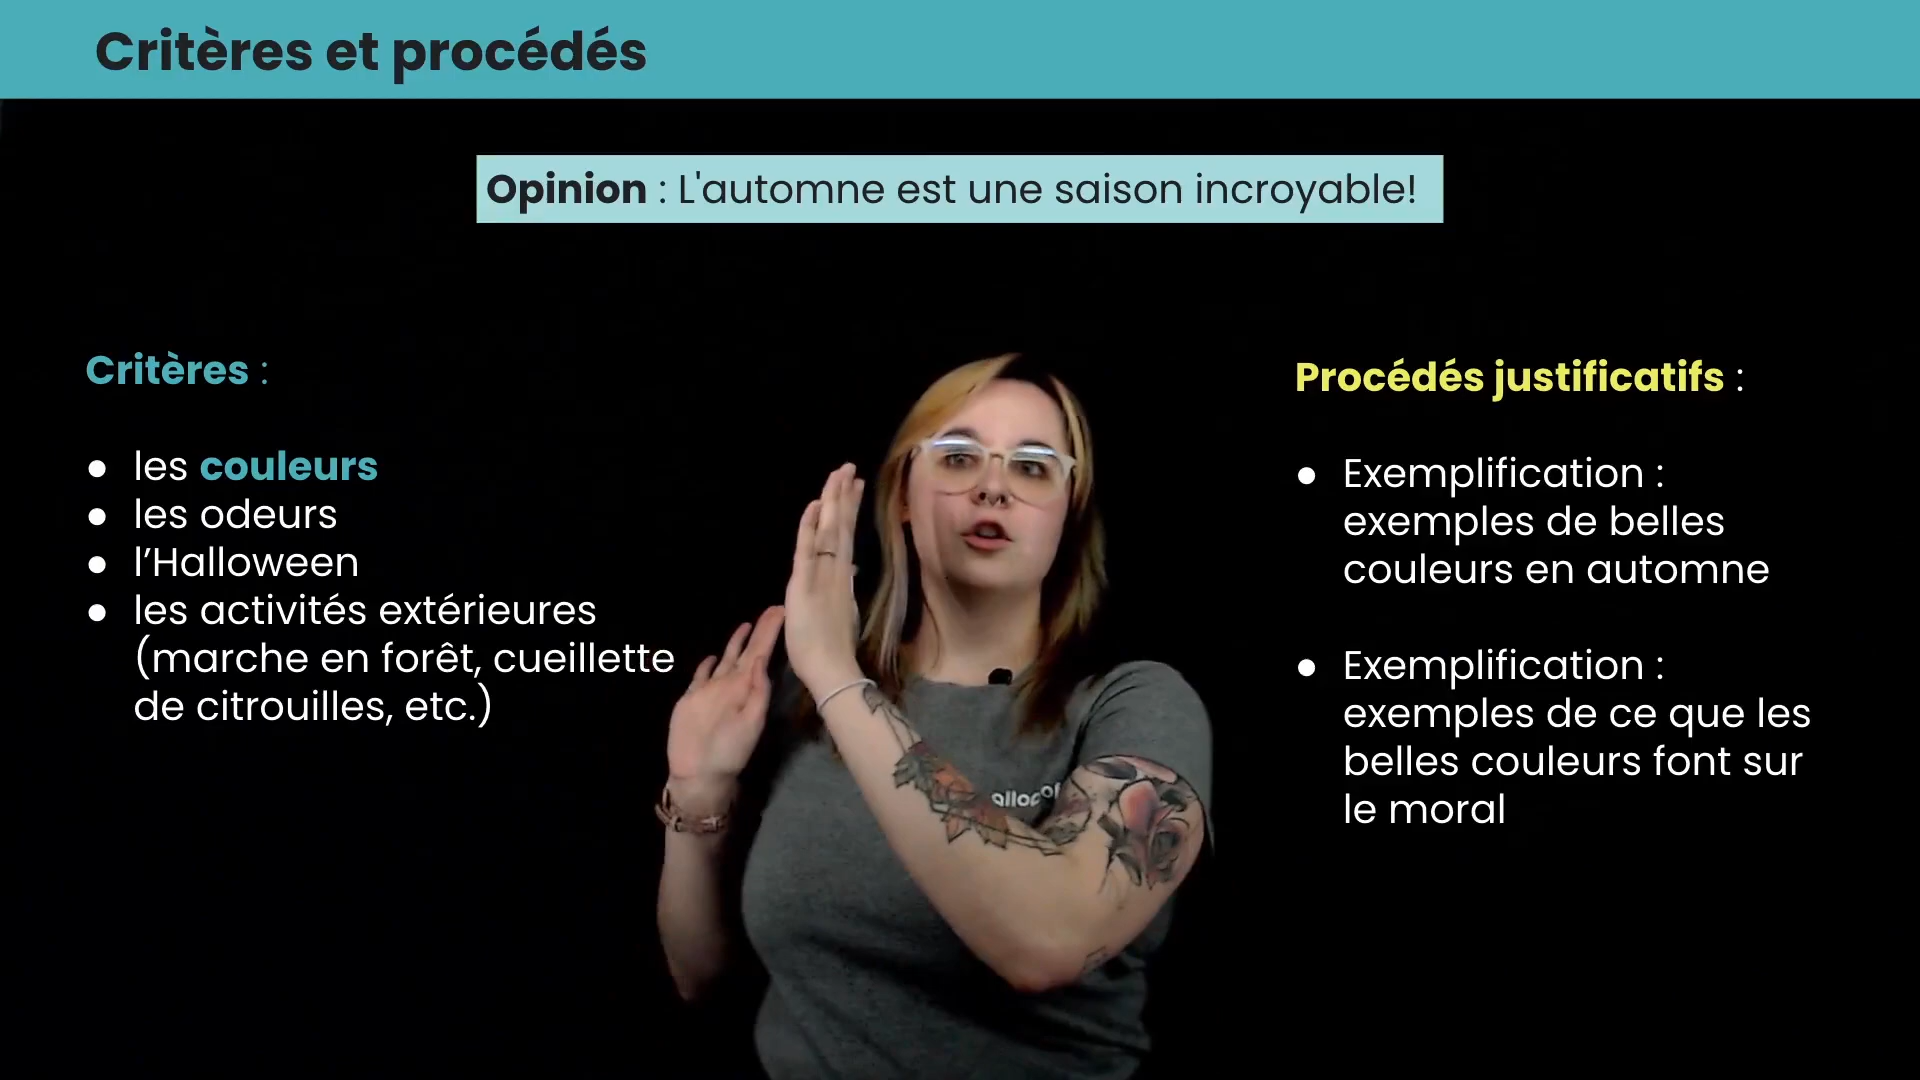 Critères et procédés
Opinion : L'automne est une saison incroyable!
Critères :
● les couleurs
● les odeurs
● l’Halloween
● les activités extérieures
(marche en forêt, cueillette
de citrouilles, etc.)
Procédés justificatifs :
● Exemplification :
exemples de belles
couleurs en automne
● Exemplification :
exemples de ce que les
belles couleurs font sur
le moral